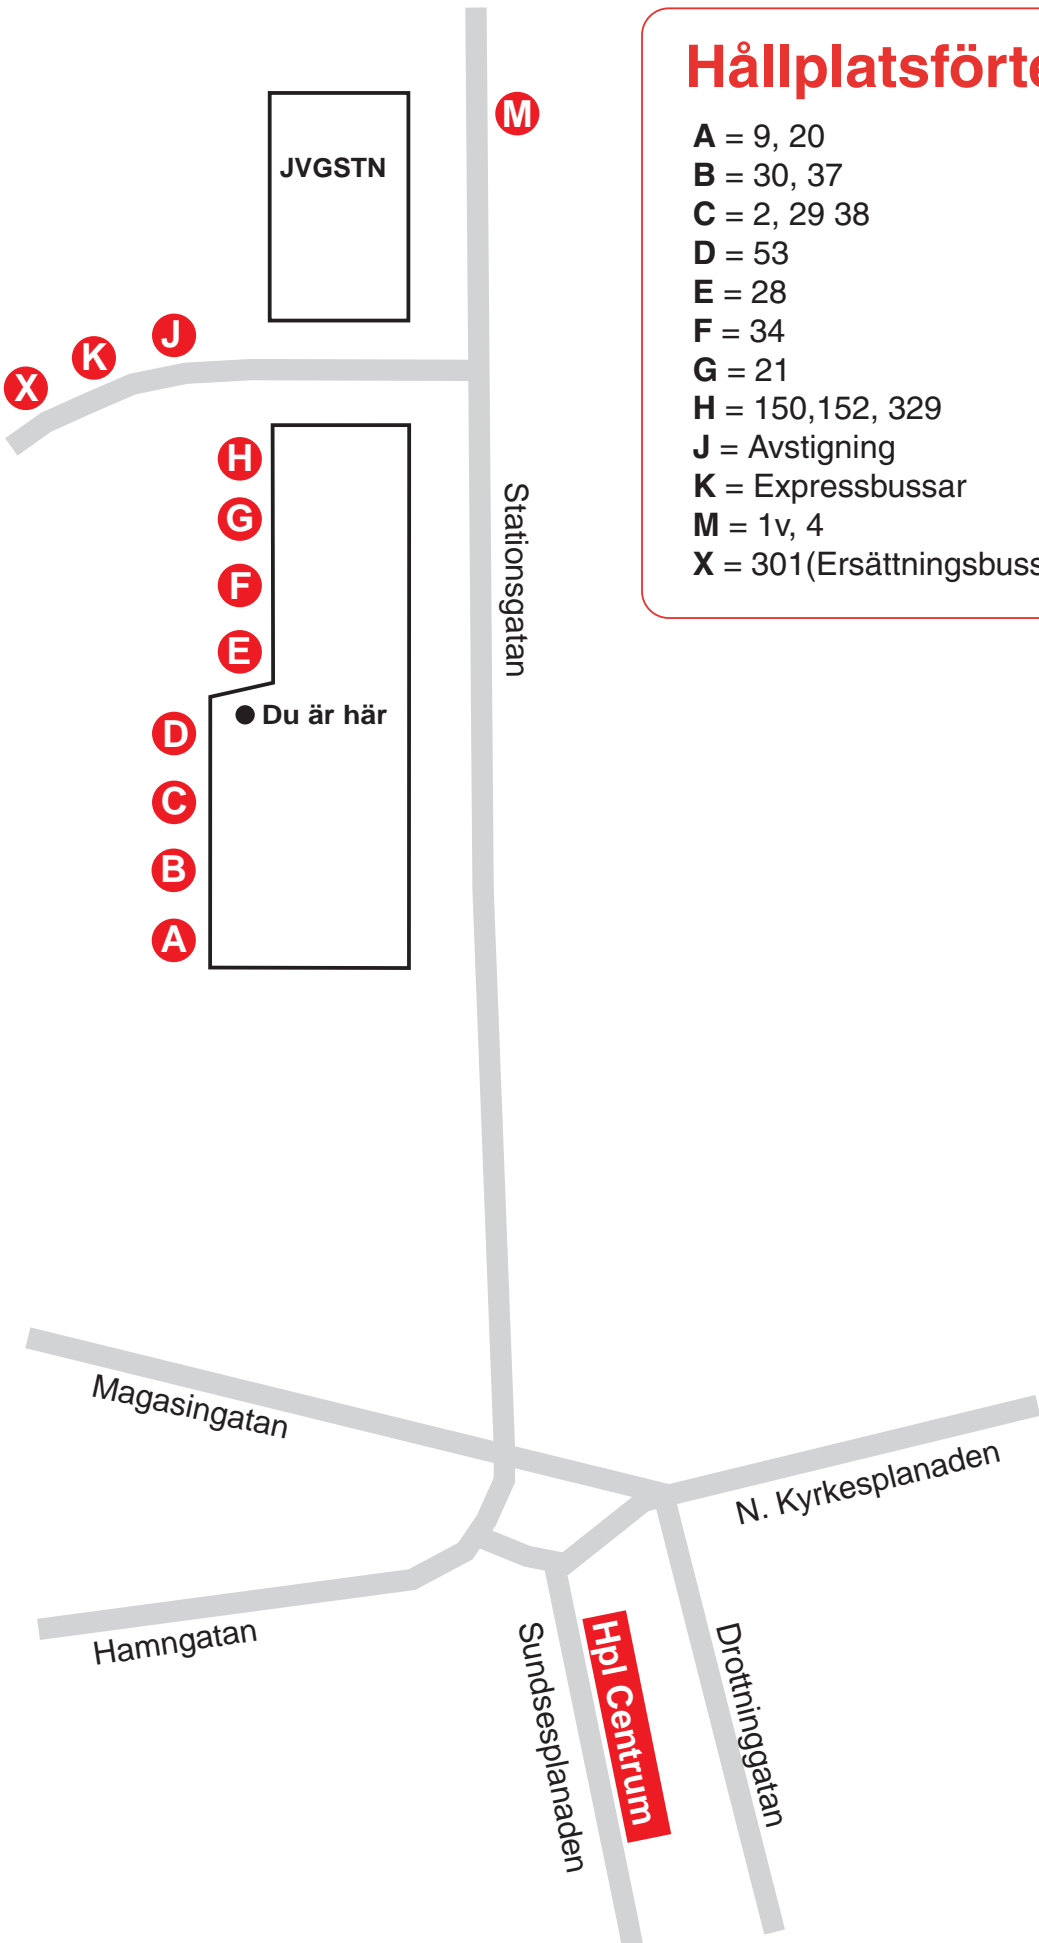 Hållplatsförte
A = 9, 20
B = 30, 37
C = 2, 29 38
D = 53
E = 28
F = 34
G = 21
H = 150,152, 329
J = Avstigning
K = Expressbussar
M = 1v, 4
X = 301(Ersättningsbuss
M
JVGSTN
J
K
X
H
G
F
E
Stationsgatan
Du är här
D
C
B
A
Magasingatan
N. Kyrkesplanaden
Hamngatan
Sundsesplanaden
Hpl Centrum
Drottninggatan